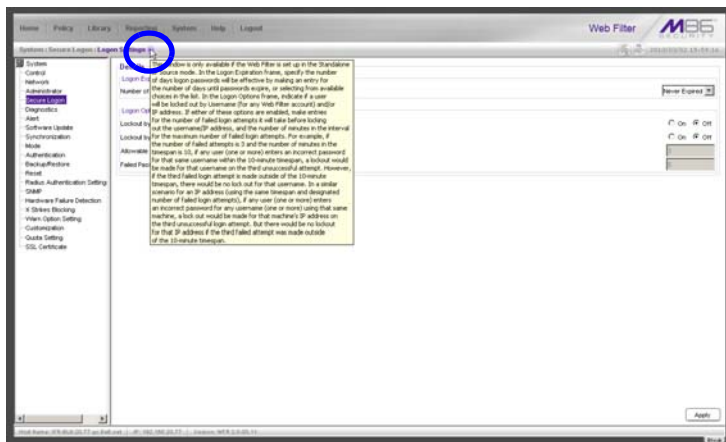 Home Policy Library Reporting System Help Logout
Web Filter
M86
SECURITY
System : Secure Logon : Logon Settings
System
Control
Network
Administrator
Secure Logon
Diagnostics
Alert
Software Update
Synchronization
Mode
Authentication
Backup/Restore
Reset
Radius Authentication Setting
SNMP
Hardware Failure Detection
X Strikes Blocking
Warn Option Setting
Customization
Quota Setting
SSL Certificate
Logon Exp
Number of
Logon Opt
Lockout by
Lockout by
Allowable
Failed Pass
window is only available if the Web Filter is set up in the Standalone
Source mode. In the Logon Expiration frame, specify the number
of days logon passwords will be effective by making an entry for
the number of days until passwords expire, or selecting from available
choices in the list. In the Logon Options frame, indicate if a user
will be locked out by Username (for any Web Filter account) and/or
IP address. If either of these options are enabled, make entries
for the number of failed login attempts it will take before locking
out the username/IP address, and the number of minutes in the interval
for the maximum number of failed login attempts. For example, if
the number of failed attempts is 3 and the number of minutes in the
timespan is 10, if any user (one or more) enters an incorrect password
for that same username within the 10-minute timespan, a lockout would
be made for that username on the third unsuccessful attempt. However,
if the third failed login attempt is made outside of the 10-minute
timespan, there would be no lock out for that username. In a similar
scenario for an IP address (using the same timespan and designated
number of failed login attempts), if any user (one or more) enters
an incorrect password for any username (one or more) using that same
machine, a lock out would be made for that machine's IP address on
the third unsuccessful login attempt. But there would be no lockout
for that IP address if the third failed attempt was made outside
of the 10-minute timespan.
Never Expired
On Off
On Off
Apply